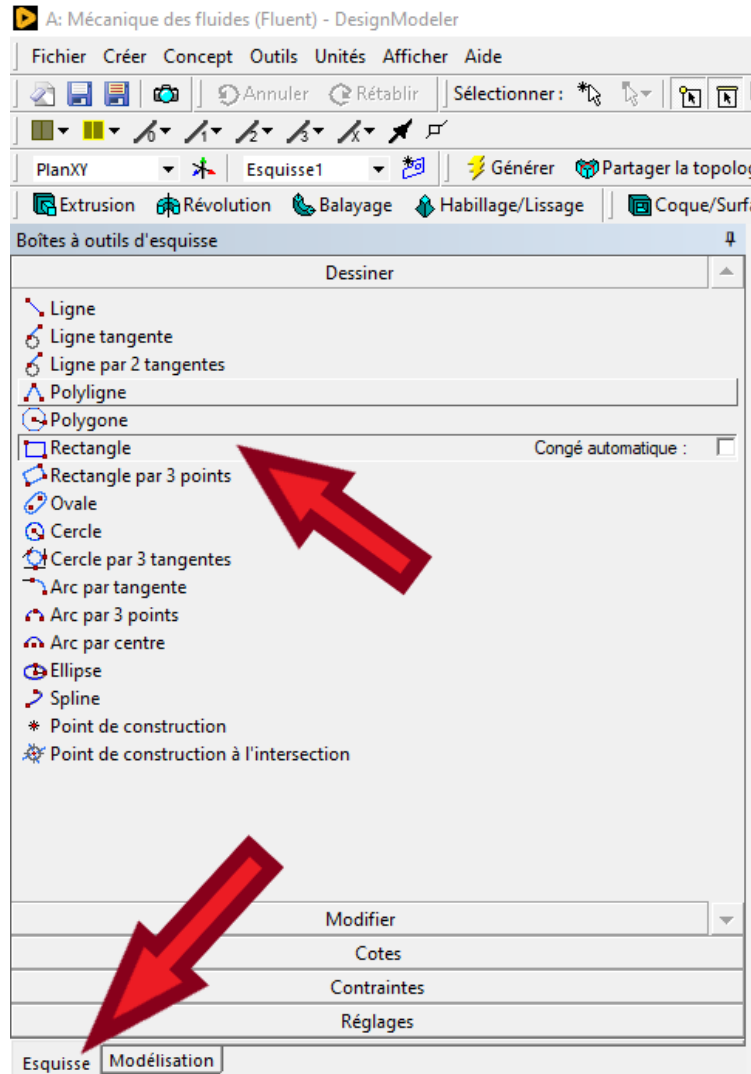 A: Mécanique des fluides (Fluent) - DesignModeler
Fichier Créer Concept Outils Unités Afficher Aide
Annuler Rétablir Sélectionner:
PlanXY Esquisse1 Générer Partager la topolog
Extrusion Révolution Balayage Habillage/Lissage Coque/Surfa
Boîtes à outils d'esquisse
Dessiner
Ligne
Ligne tangente
Ligne par 2 tangentes
Polyligne
Polygone
Rectangle Congé automatique :
Rectangle par 3 points
Ovale
Cercle
Cercle par 3 tangentes
Arc par tangente
Arc par 3 points
Arc par centre
Ellipse
Spline
Point de construction
Point de construction à l'intersection
Modifier
Cotes
Contraintes
Réglages
Esquisse Modélisation